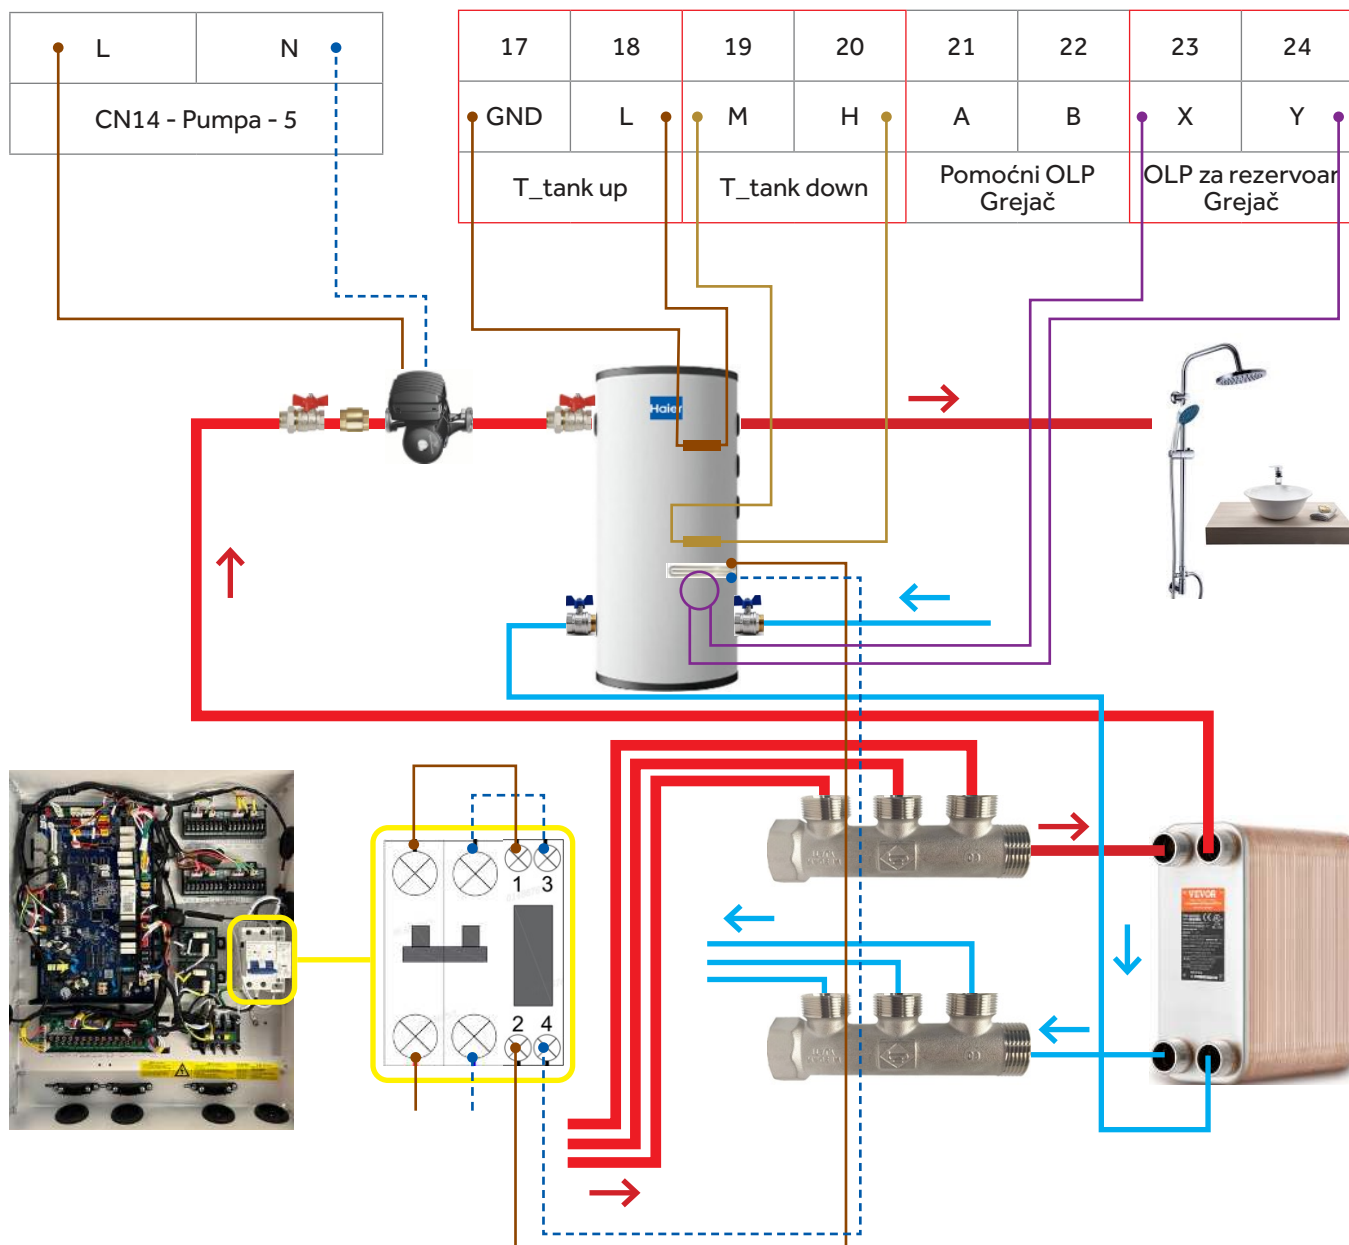 L N
CN14 - Pumpa - 5
17 18 19 20 21 22 23 24
GND L M H A B X Y
T_tank up
T_tank down
Pomoćni OLP
Grejač
OLP za rezervoar
Grejač
Haier
1 3
2 4
VEVOR